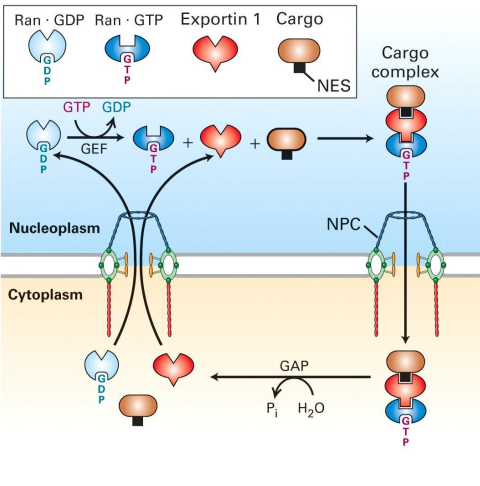 Ran · GDP
Ran · GTP
Exportin 1
Cargo
G
D
P
G
T
P
NES
Cargo
complex
GTP
GDP
GEF
G
D
P
+
G
T
P
+
G
T
P
Nucleoplasm
NPC
Cytoplasm
G
D
P
GAP
Pi
H2O
G
T
P